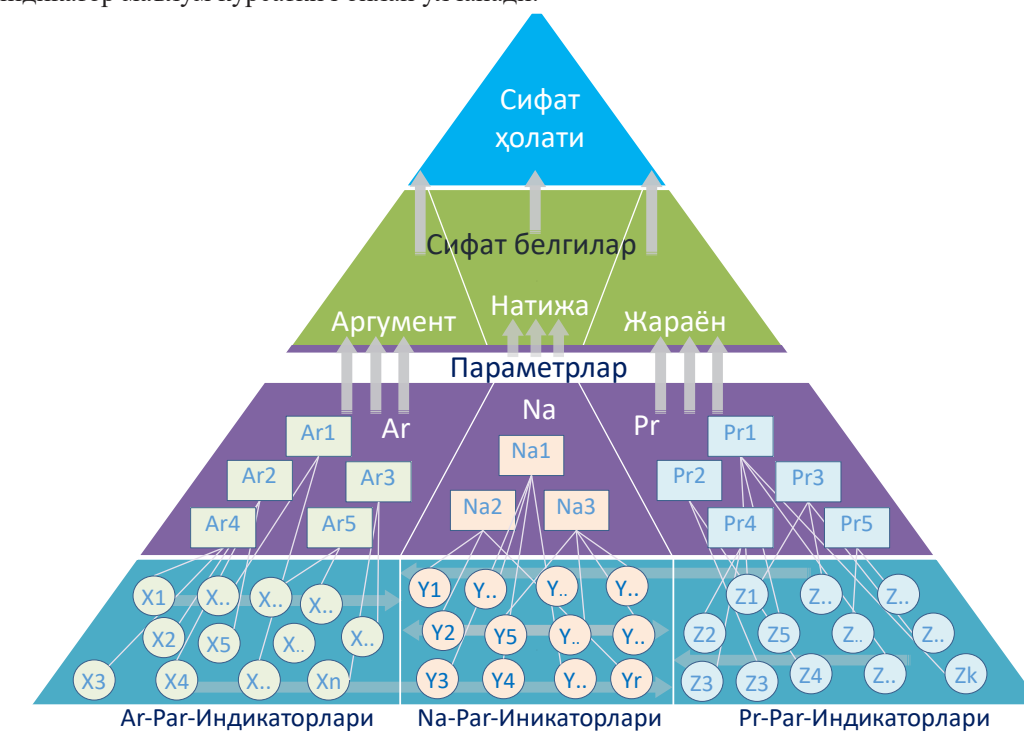 Сифат
ҳолати
Сифат белгилар
Аргумент Натижа Жараён
Параметрлар
Ar Na Pr
Ar1 Na1 Pr1
Ar2 Ar3 Pr2 Pr3
Na2 Na3
Ar4 Ar5 Pr4 Pr5
X1 X.. X.. X.. Y1 Y.. Y.. Y.. Z1 Z.. Z..
X2 X5 X.. X.. Y2 Y5 Y.. Y.. Z2 Z5 Z.. Z..
X3 X4 X.. Xn Y3 Y4 Y.. Yr Z3 Z3 Z4 Z.. Zk
Ar-Par-Индикаторлари Na-Par-Иникаторлари Pr-Par-Индикаторлари